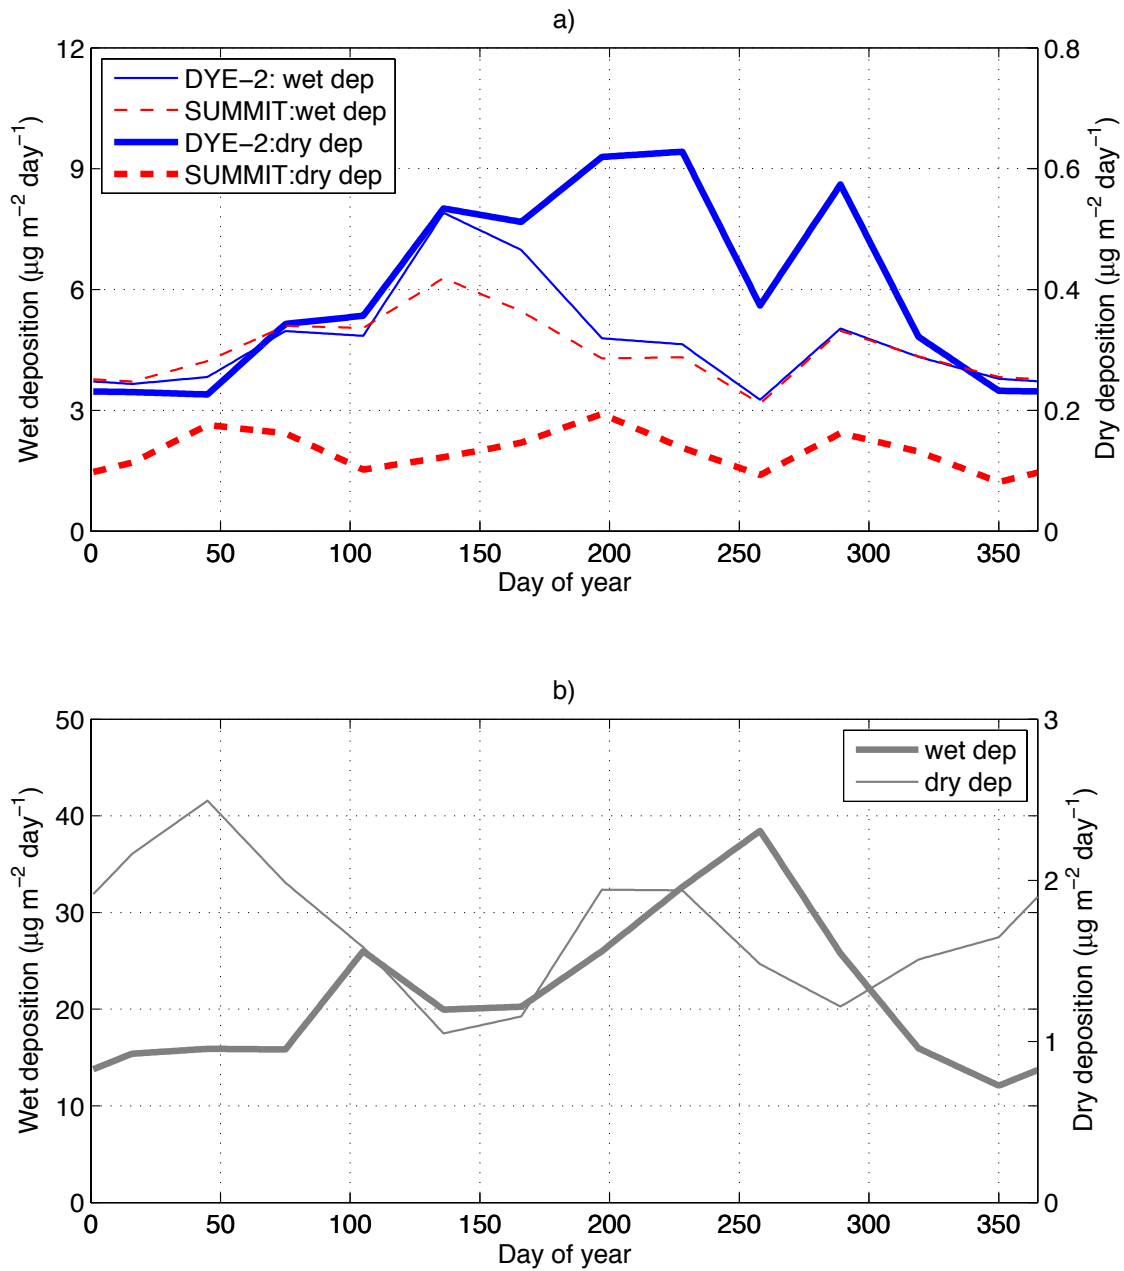 a)
12
9
6
3
0
0.8
0.6
0.4
0.2
0
Wet deposition (μg m⁻² day⁻¹)
Dry deposition (μg m⁻² day⁻¹)
DYE−2: wet dep
SUMMIT:wet dep
DYE−2:dry dep
SUMMIT:dry dep
0 50 100 150 200 250 300 350
Day of year
b)
50
40
30
20
10
0
3
2
1
0
Wet deposition (μg m⁻² day⁻¹)
Dry deposition (μg m⁻² day⁻¹)
wet dep
dry dep
0 50 100 150 200 250 300 350
Day of year